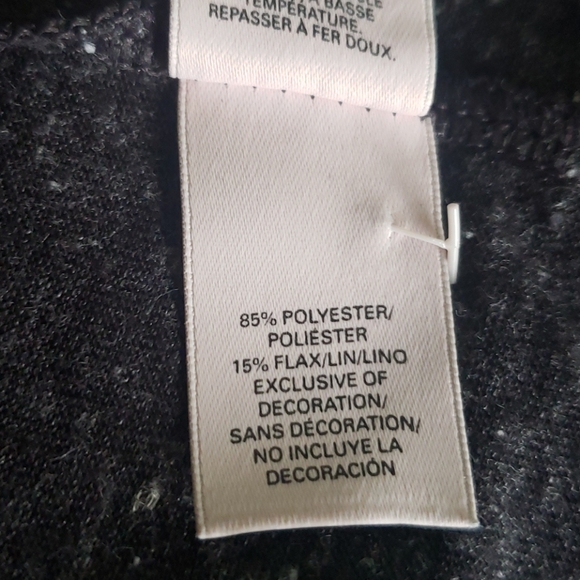 À BASSE
TEMPÉRATURE.
REPASSER À FER DOUX.
85% POLYESTER/
POLIÉSTER
15% FLAX/LIN/LINO
EXCLUSIVE OF
DECORATION/
SANS DÉCORATION/
NO INCLUYE LA
DECORACIÓN